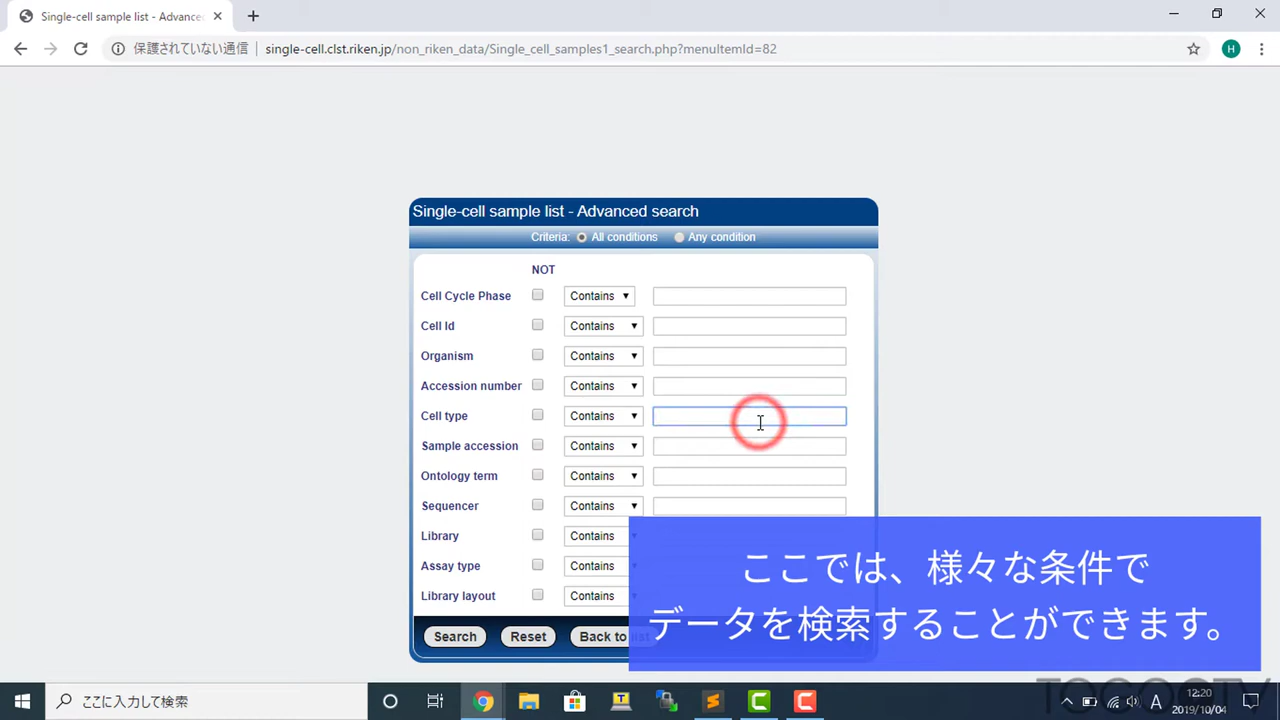 Single-cell sample list - Advance
保護されていない通信
single-cell.clst.riken.jp/non_riken_data/Single_cell_samples1_search.php?menuItemId=82
H
Single-cell sample list - Advanced search
Criteria: All conditions Any condition
NOT
Cell Cycle Phase Contains
Cell Id Contains
Organism Contains
Accession number Contains
Cell type Contains
Sample accession Contains
Ontology term Contains
Sequencer Contains
Library Contains
Assay type Contains
Library layout Contains
Search Reset Back to list
ここでは、様々な条件で
データを検索することができます。
ここに入力して検索
A
12:20
2019/10/04